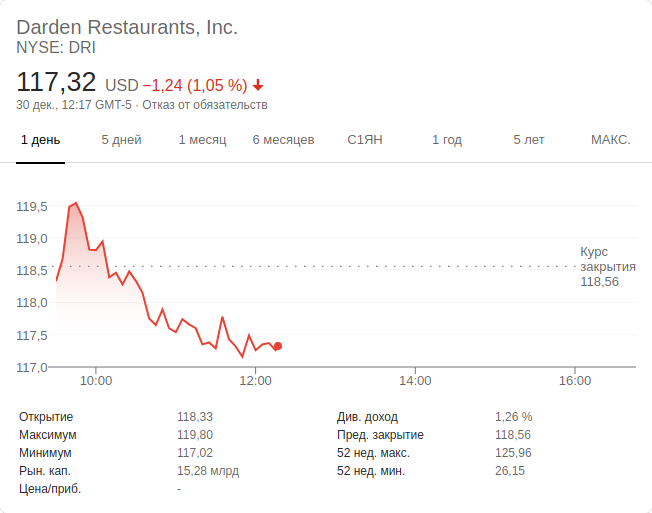 Darden Restaurants, Inc.
NYSE: DRI
117,32 USD −1,24 (1,05 %)
30 дек., 12:17 GMT-5 · Отказ от обязательств
1 день 5 дней 1 месяц 6 месяцев С1ЯН 1 год 5 лет МАКС.
119,5
119,0
118,5
118,0
117,5
117,0
Курс
закрытия
118,56
10:00 12:00 14:00 16:00
Открытие 118,33 Див. доход 1,26 %
Максимум 119,80 Пред. закрытие 118,56
Минимум 117,02 52 нед. макс. 125,96
Рын. кап. 15,28 млрд 52 нед. мин. 26,15
Цена/приб. -